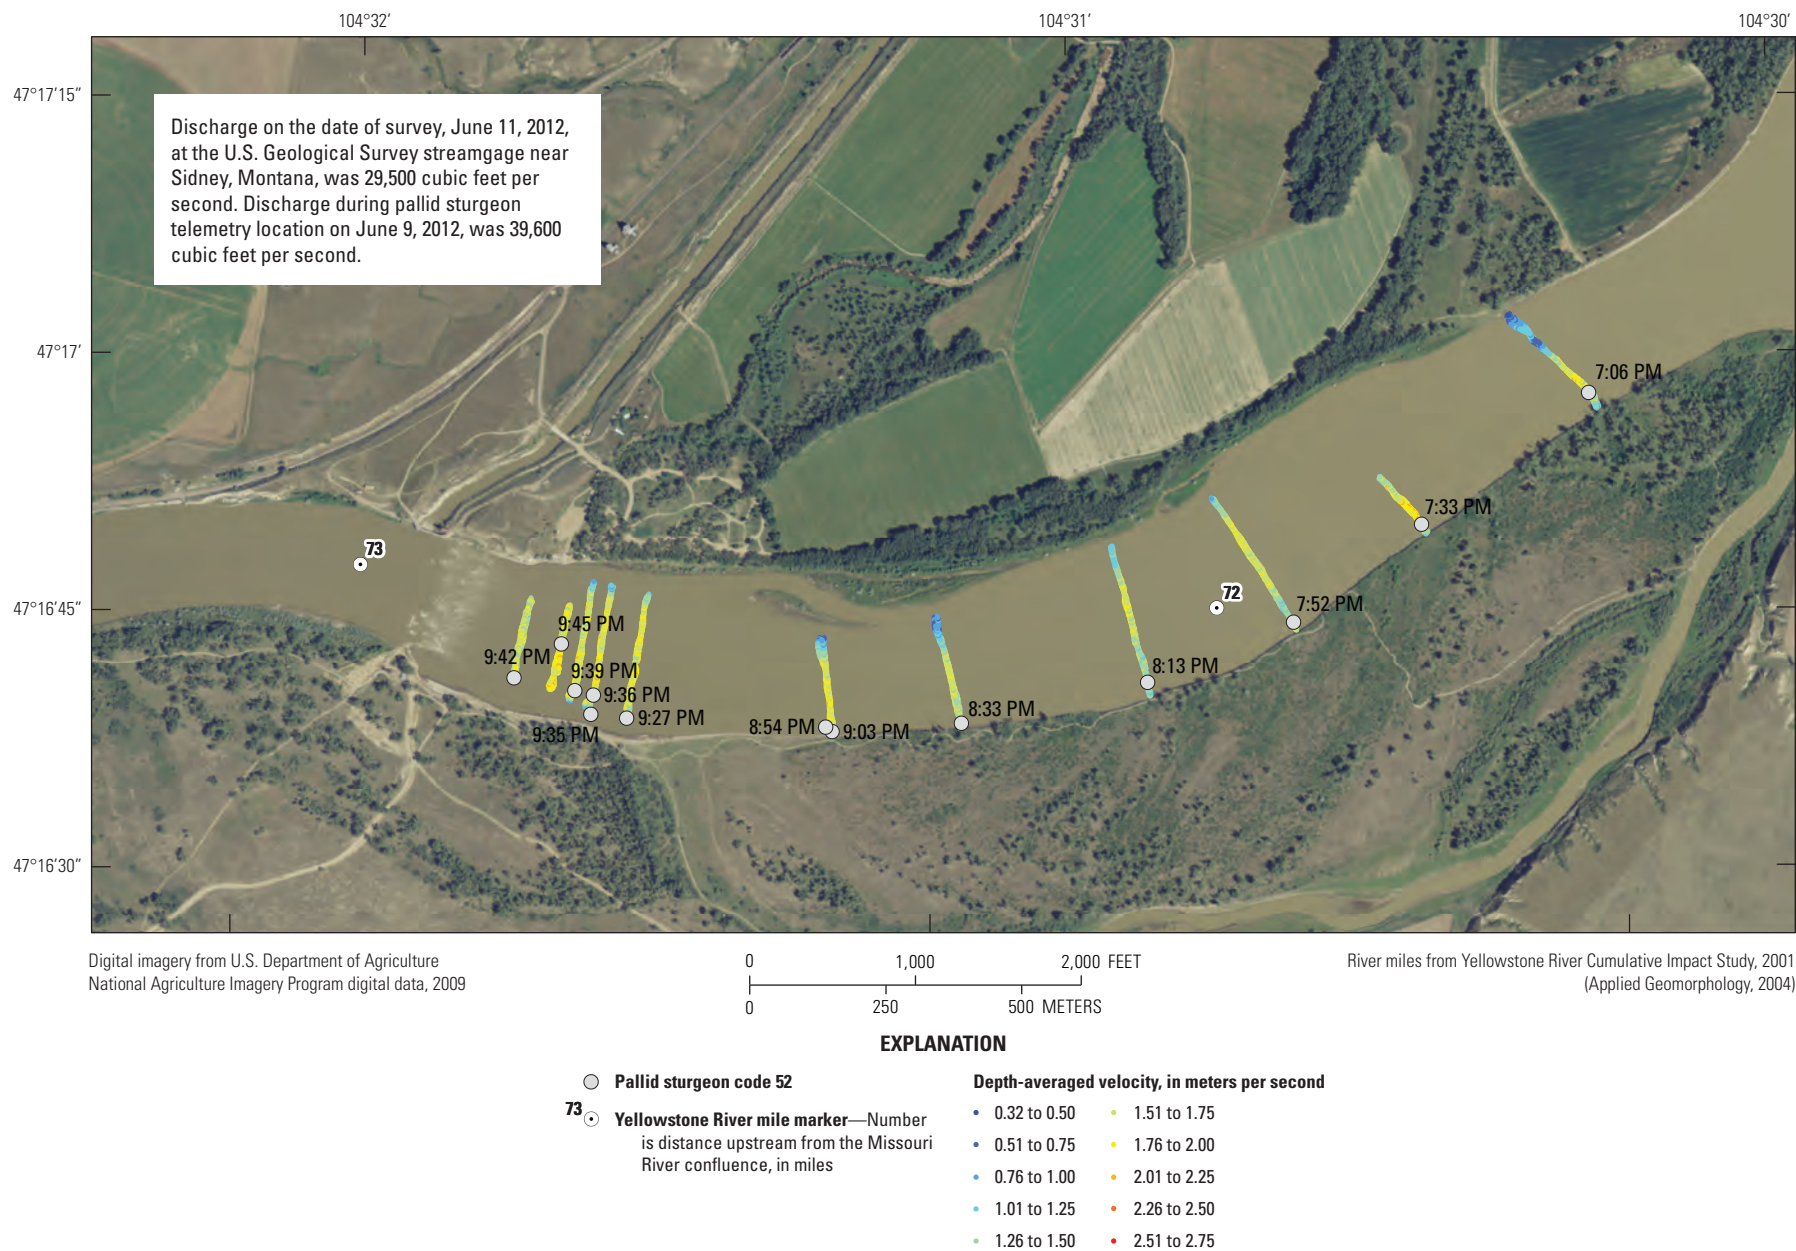 104°32′
104°31′
104°30′
47°17′15″
47°17′
47°16′45″
47°16′30″
Discharge on the date of survey, June 11, 2012,
at the U.S. Geological Survey streamgage near
Sidney, Montana, was 29,500 cubic feet per
second. Discharge during pallid sturgeon
telemetry location on June 9, 2012, was 39,600
cubic feet per second.
7:06 PM
7:33 PM
73
72
7:52 PM
9:45 PM
9:42 PM
9:39 PM
8:13 PM
9:36 PM
9:27 PM
8:33 PM
8:54 PM
9:03 PM
9:35 PM
Digital imagery from U.S. Department of Agriculture
National Agriculture Imagery Program digital data, 2009
0 1,000 2,000 FEET
0 250 500 METERS
River miles from Yellowstone River Cumulative Impact Study, 2001
(Applied Geomorphology, 2004)
EXPLANATION
Pallid sturgeon code 52
73 Yellowstone River mile marker—Number
is distance upstream from the Missouri
River confluence, in miles
Depth-averaged velocity, in meters per second
0.32 to 0.50
0.51 to 0.75
0.76 to 1.00
1.01 to 1.25
1.26 to 1.50
1.51 to 1.75
1.76 to 2.00
2.01 to 2.25
2.26 to 2.50
2.51 to 2.75